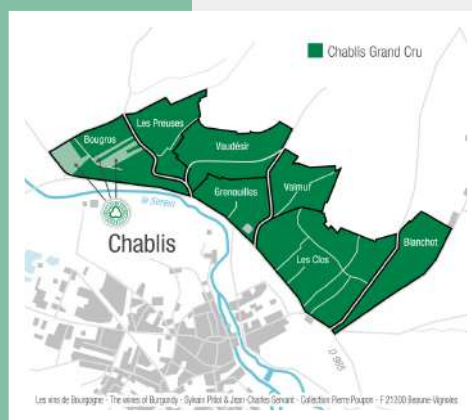 Chablis Grand Cru
Les Preuses
Bougros
Vaudésir
Grenouilles
Valmur
le Serein
Chablis
Les Clos
Blanchot
D 965
Les vins de Bourgogne - The wines of Burgundy - Sylvain Pitiot & Jean-Charles Servant - Collection Pierre Poupon - F 21200 Beaune-Vignoles